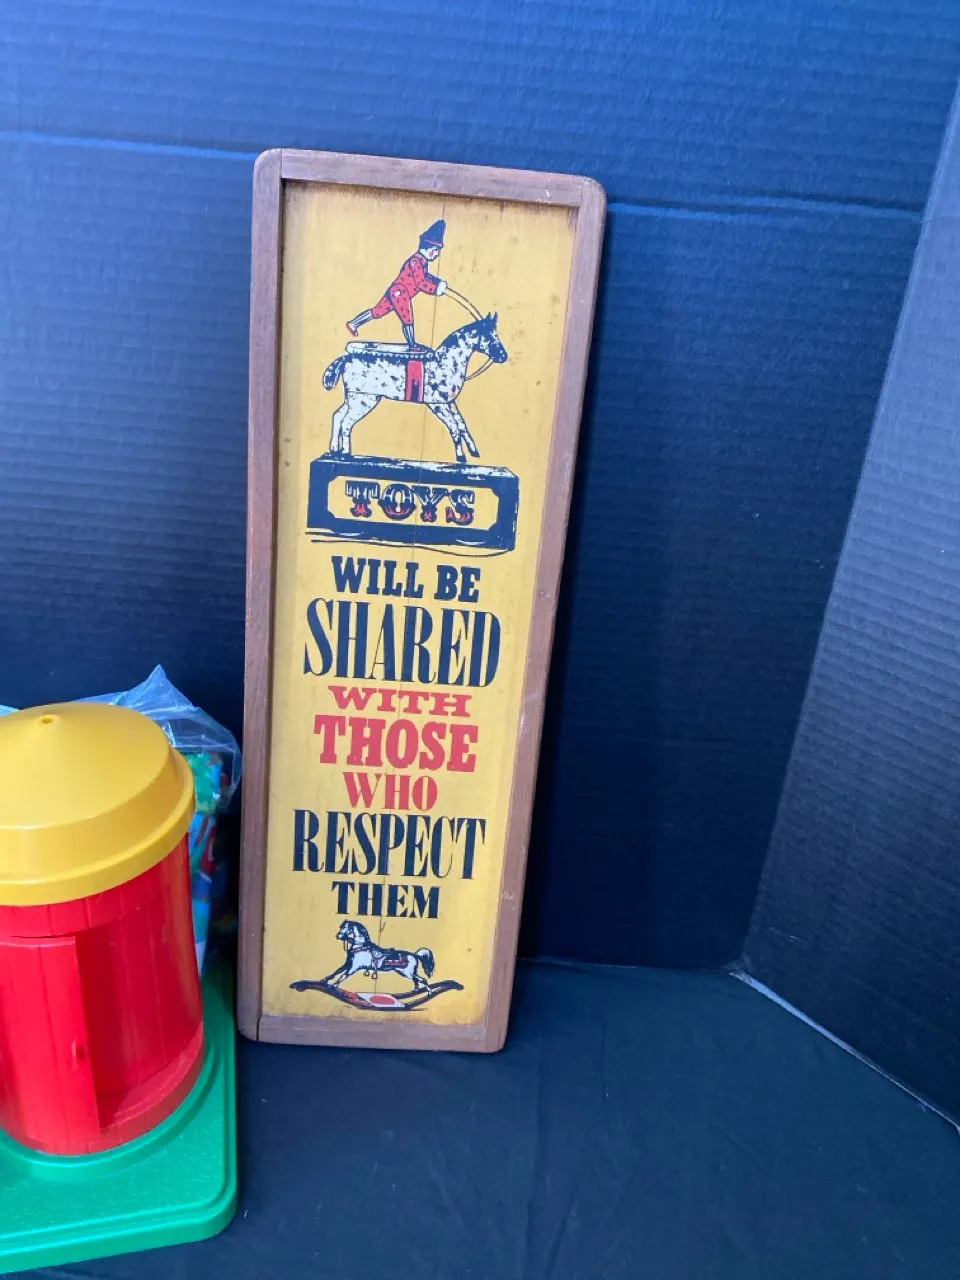 TOYS
WILL BE
SHARED
WITH
THOSE
WHO
RESPECT
THEM